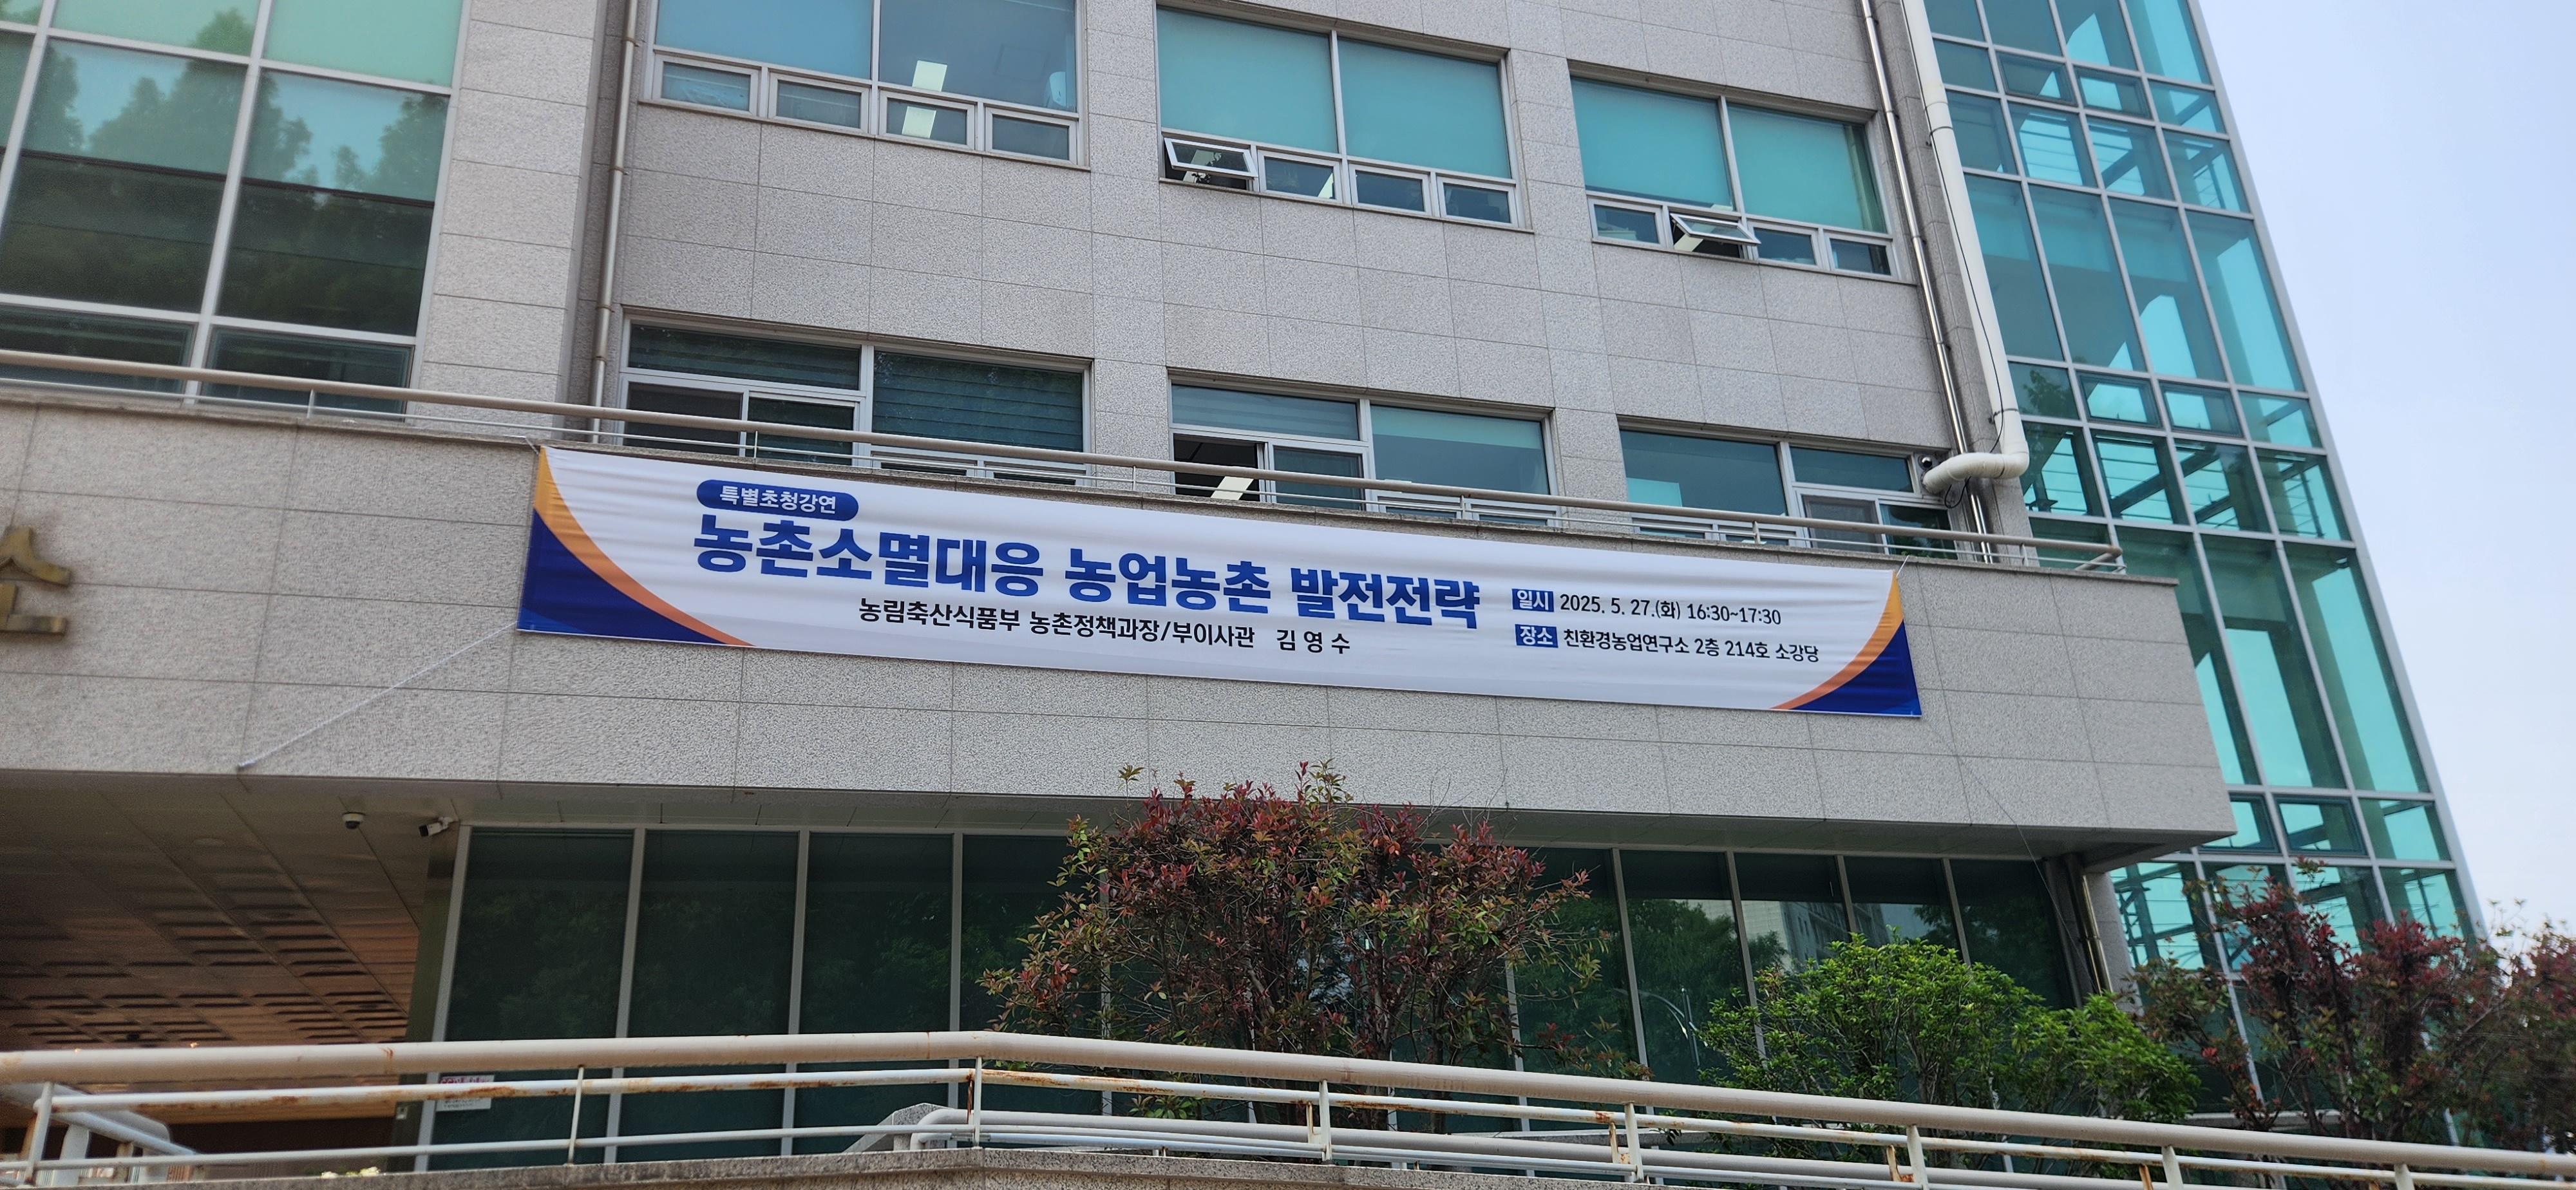 특별초청강연
농촌소멸대응 농업농촌 발전전략
농림축산식품부 농촌정책과장/부이사관 김 영 수
일시 2025. 5. 27.(화) 16:30~17:30
장소 친환경농업연구소 2층 214호 소강당
소